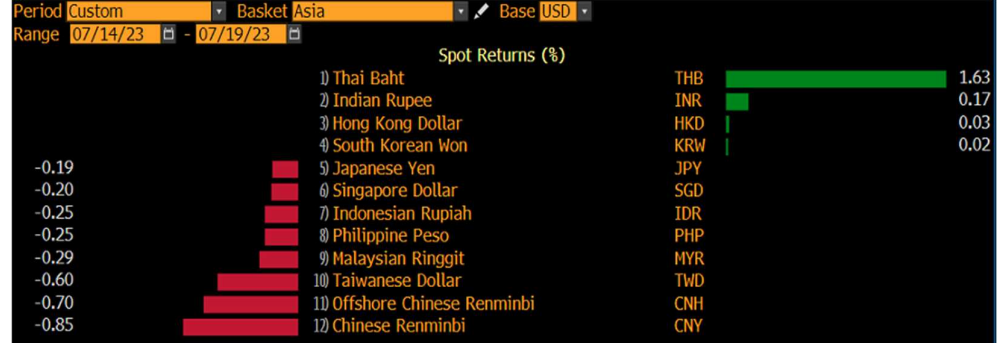 Period Custom Basket Asia Base USD
Range 07/14/23 - 07/19/23
Spot Returns (%)
1) Thai Baht THB 1.63
2) Indian Rupee INR 0.17
3) Hong Kong Dollar HKD 0.03
4) South Korean Won KRW 0.02
-0.19 5) Japanese Yen JPY
-0.20 6) Singapore Dollar SGD
-0.25 7) Indonesian Rupiah IDR
-0.25 8) Philippine Peso PHP
-0.29 9) Malaysian Ringgit MYR
-0.60 10) Taiwanese Dollar TWD
-0.70 11) Offshore Chinese Renminbi CNH
-0.85 12) Chinese Renminbi CNY